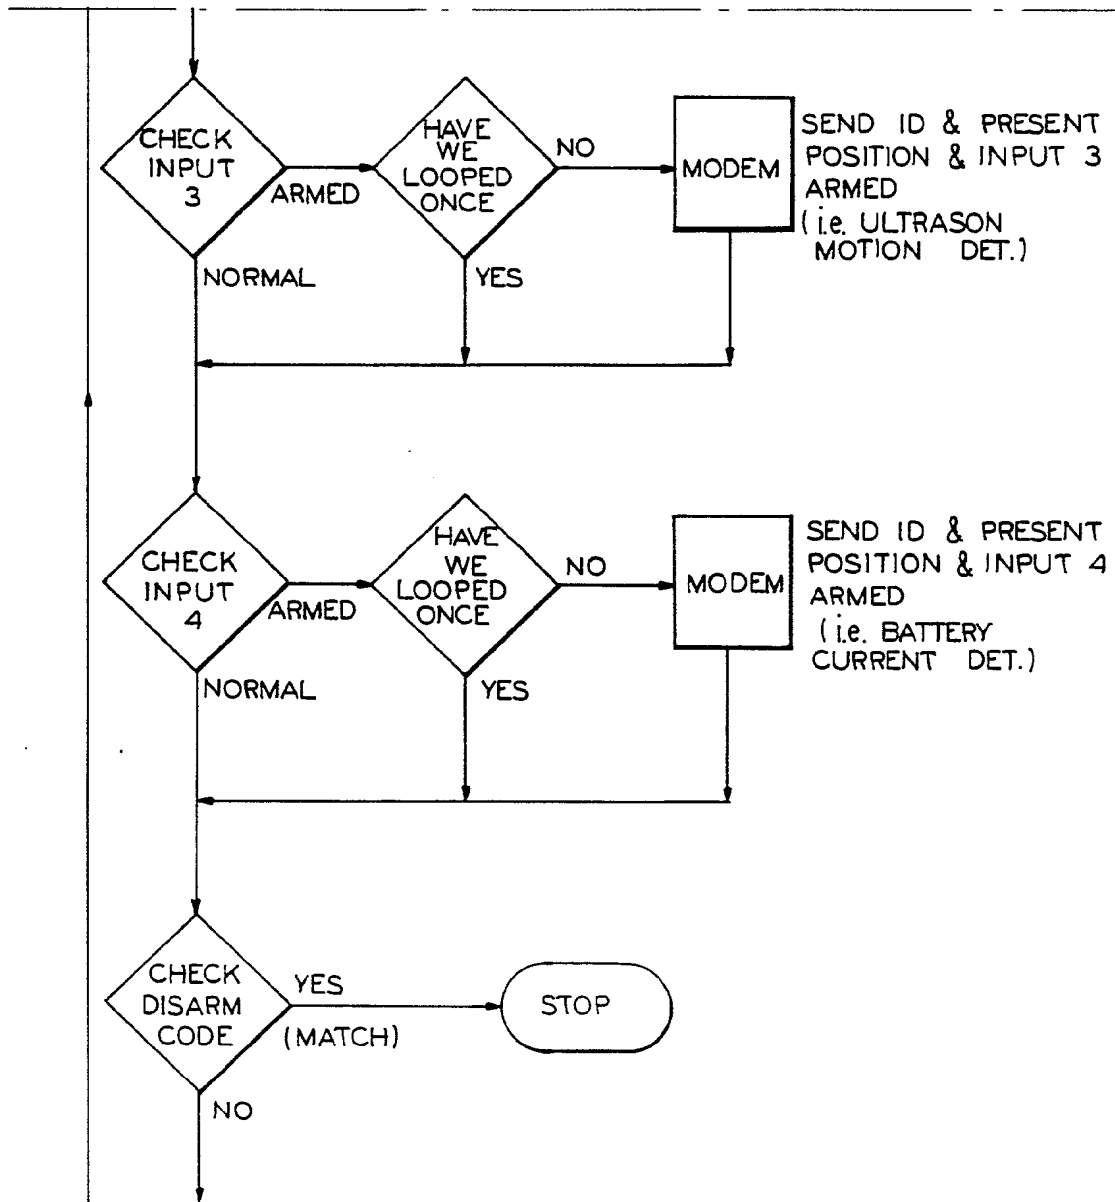 CHECK
INPUT
3
ARMED
NORMAL
HAVE
WE
LOOPED
ONCE
NO
YES
MODEM
SEND ID & PRESENT
POSITION & INPUT 3
ARMED
(i.e. ULTRASON
MOTION DET.)
CHECK
INPUT
4
ARMED
NORMAL
HAVE
WE
LOOPED
ONCE
NO
YES
MODEM
SEND ID & PRESENT
POSITION & INPUT 4
ARMED
(i.e. BATTERY
CURRENT DET.)
CHECK
DISARM
CODE
YES
(MATCH)
NO
STOP